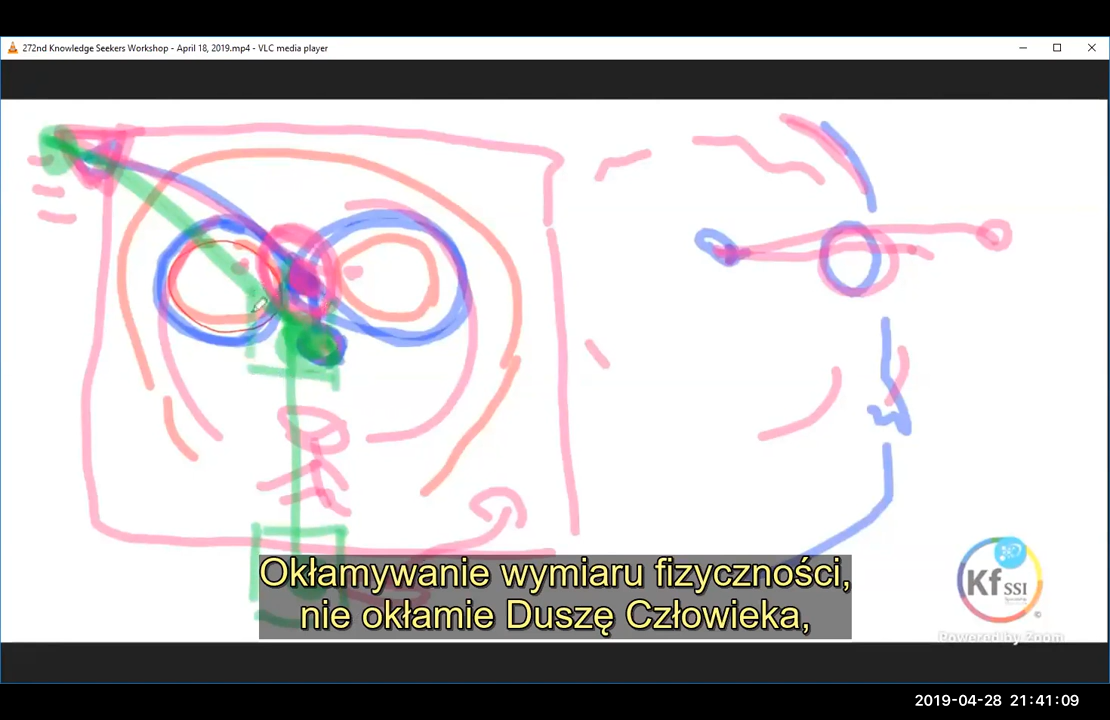 272nd Knowledge Seekers Workshop - April 18, 2019.mp4 - VLC media player
Kf SSI
©
Powered by Zoom
Okłamywanie wymiaru fizyczności,
nie okłamie Duszę Człowieka,
2019-04-28 21:41:09